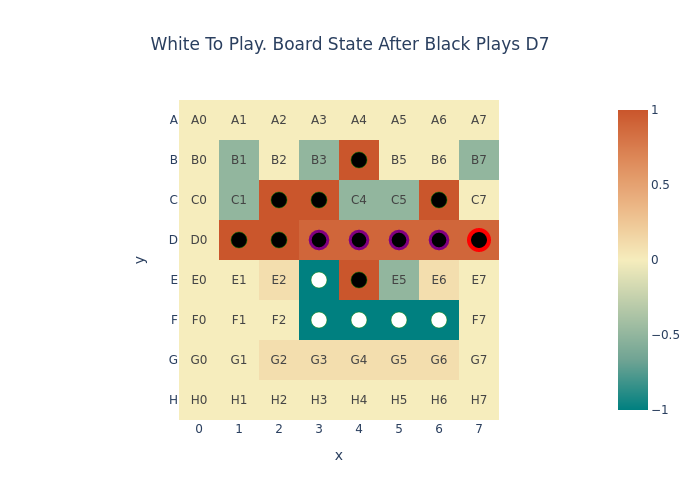 White To Play. Board State After Black Plays D7
A A0 A1 A2 A3 A4 A5 A6 A7
B B0 B1 B2 B3 B5 B6 B7
C C0 C1 C4 C5 C7
D D0
E E0 E1 E2 E5 E6 E7
F F0 F1 F2 F7
G G0 G1 G2 G3 G4 G5 G6 G7
H H0 H1 H2 H3 H4 H5 H6 H7
0 1 2 3 4 5 6 7
x
y
1
0.5
0
−0.5
−1